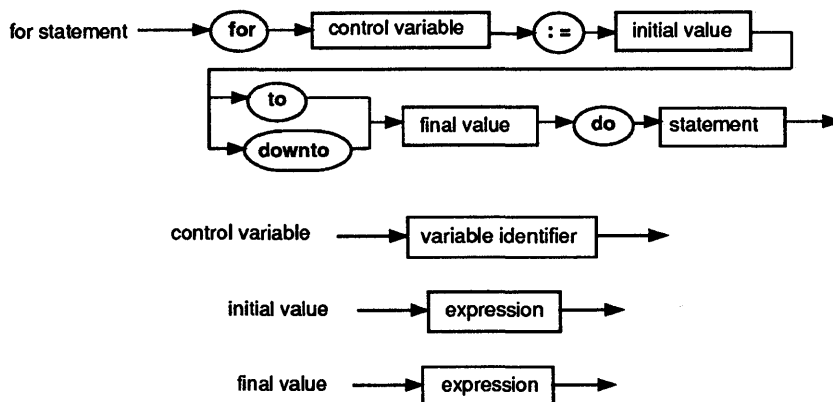 for statement for control variable := initial value
to
final value do statement
downto
control variable variable identifier
initial value expression
final value expression